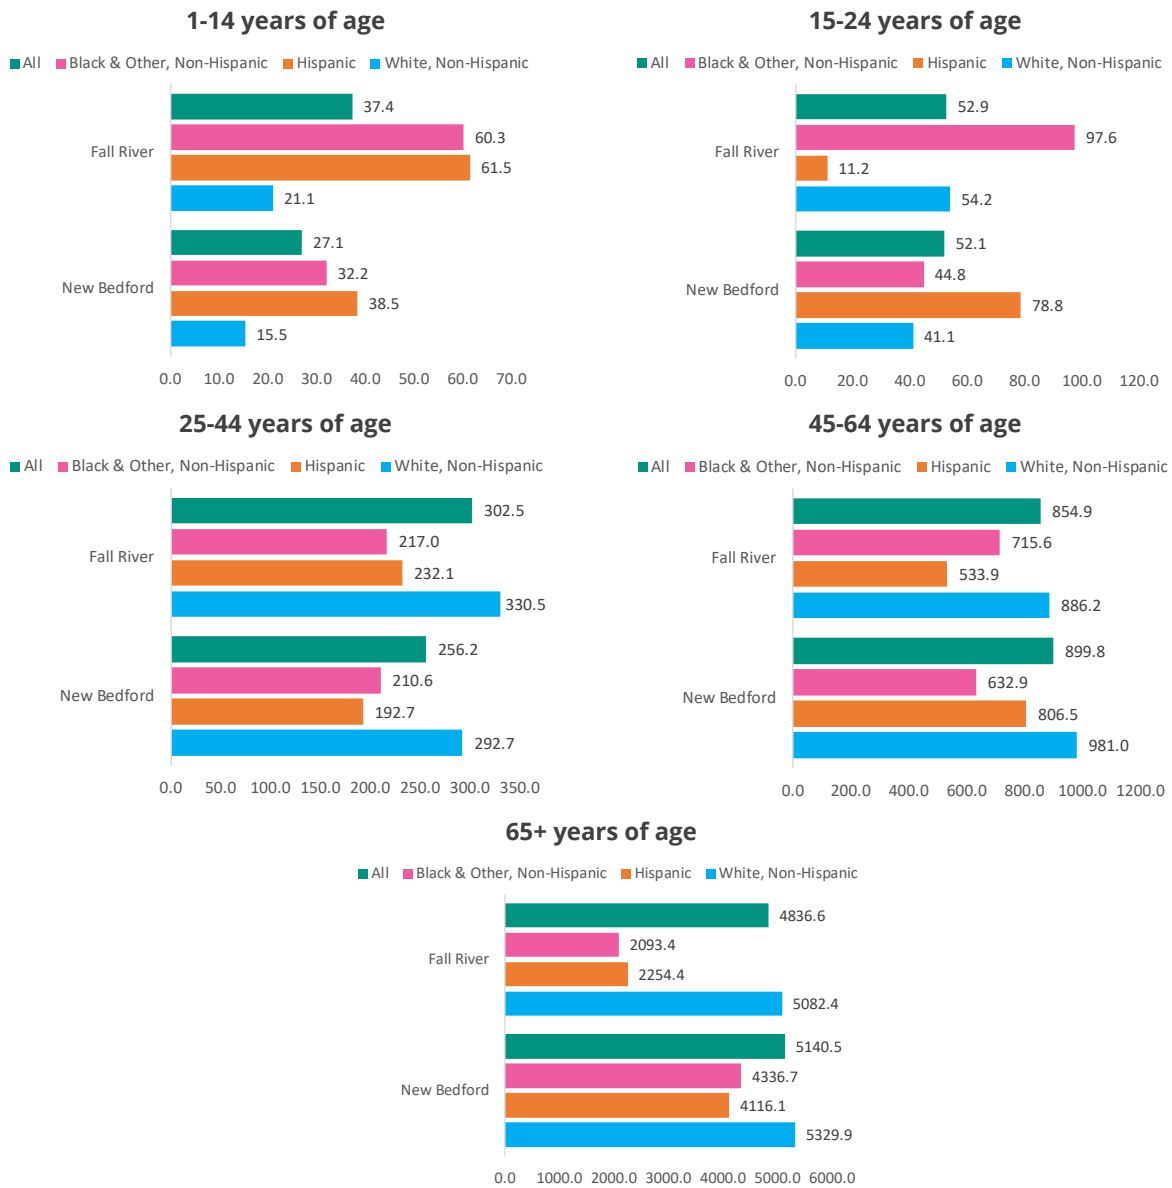 1-14 years of age
All Black & Other, Non-Hispanic Hispanic White, Non-Hispanic
37.4
60.3
Fall River
61.5
21.1
27.1
32.2
New Bedford
38.5
15.5
0.0 10.0 20.0 30.0 40.0 50.0 60.0 70.0
15-24 years of age
All Black & Other, Non-Hispanic Hispanic White, Non-Hispanic
52.9
97.6
Fall River
11.2
54.2
52.1
44.8
New Bedford
78.8
41.1
0.0 20.0 40.0 60.0 80.0 100.0 120.0
25-44 years of age
All Black & Other, Non-Hispanic Hispanic White, Non-Hispanic
302.5
217.0
Fall River
232.1
330.5
256.2
210.6
New Bedford
192.7
292.7
0.0 50.0 100.0 150.0 200.0 250.0 300.0 350.0
45-64 years of age
All Black & Other, Non-Hispanic Hispanic White, Non-Hispanic
854.9
715.6
Fall River
533.9
886.2
899.8
632.9
New Bedford
806.5
981.0
0.0 200.0 400.0 600.0 800.0 1000.0 1200.0
65+ years of age
All Black & Other, Non-Hispanic Hispanic White, Non-Hispanic
4836.6
2093.4
Fall River
2254.4
5082.4
5140.5
4336.7
New Bedford
4116.1
5329.9
0.0 1000.0 2000.0 3000.0 4000.0 5000.0 6000.0